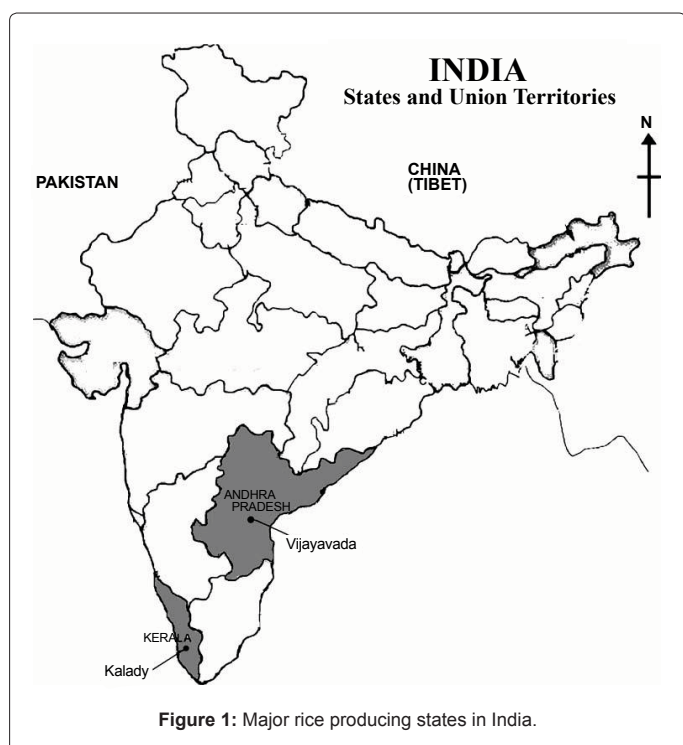 INDIA
States and Union Territories
N
PAKISTAN
CHINA
(TIBET)
ANDHRA
PRADESH
Vijayavada
KERALA
Kalady
Figure 1: Major rice producing states in India.